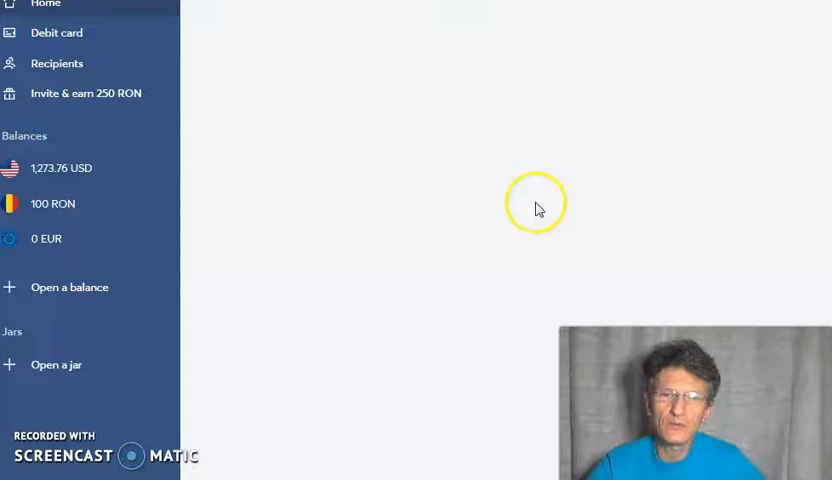 Home
Debit card
Recipients
Invite & earn 250 RON
Balances
1,273.76 USD
100 RON
0 EUR
Open a balance
Jars
Open a jar
RECORDED WITH
SCREENCAST MATIC